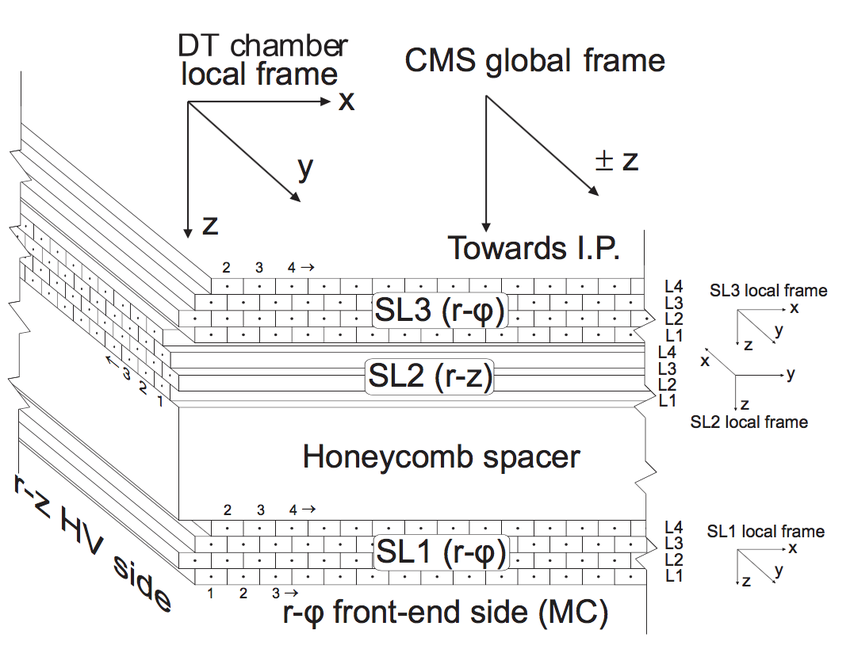 DT chamber
local frame
x
y
z
CMS global frame
± z
Towards I.P.
2 3 4 →
SL3 (r-φ)
L4
L3
L2
L1
SL3 local frame
x
y
z
SL2 (r-z)
L4
L3
L2
L1
x
y
z
SL2 local frame
← 3 2 1
Honeycomb spacer
2 3 4 →
SL1 (r-φ)
L4
L3
L2
L1
SL1 local frame
x
y
z
1 2 3 →
r-z HV side
r-φ front-end side (MC)